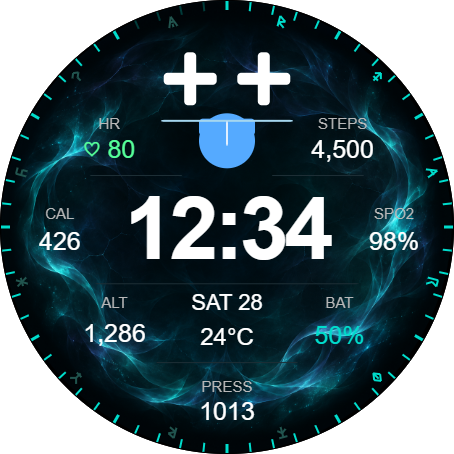 HR
80
STEPS
4,500
12:34
CAL
426
SPO2
98%
ALT
1,286
SAT 28
24°C
BAT
50%
PRESS
1013